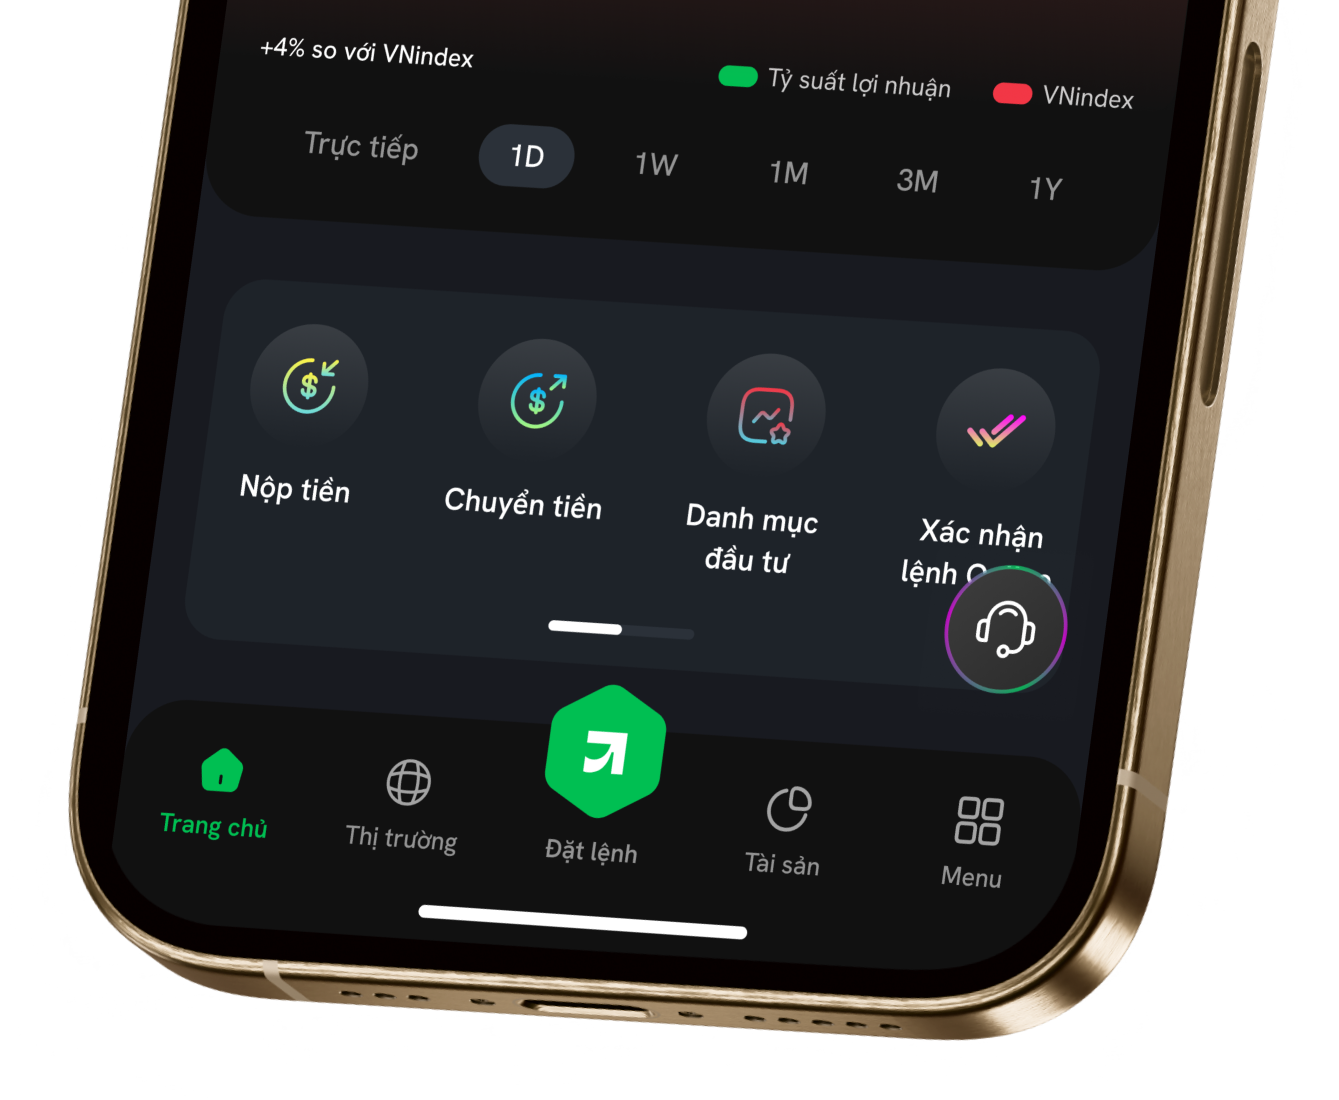 +4% so với VNindex
Tỷ suất lợi nhuận
VNindex
Trực tiếp 1D 1W 1M 3M 1Y
Nộp tiền
Chuyển tiền
Danh mục
đầu tư
Xác nhận
lệnh
Trang chủ
Thị trường
Đặt lệnh
Tài sản
Menu